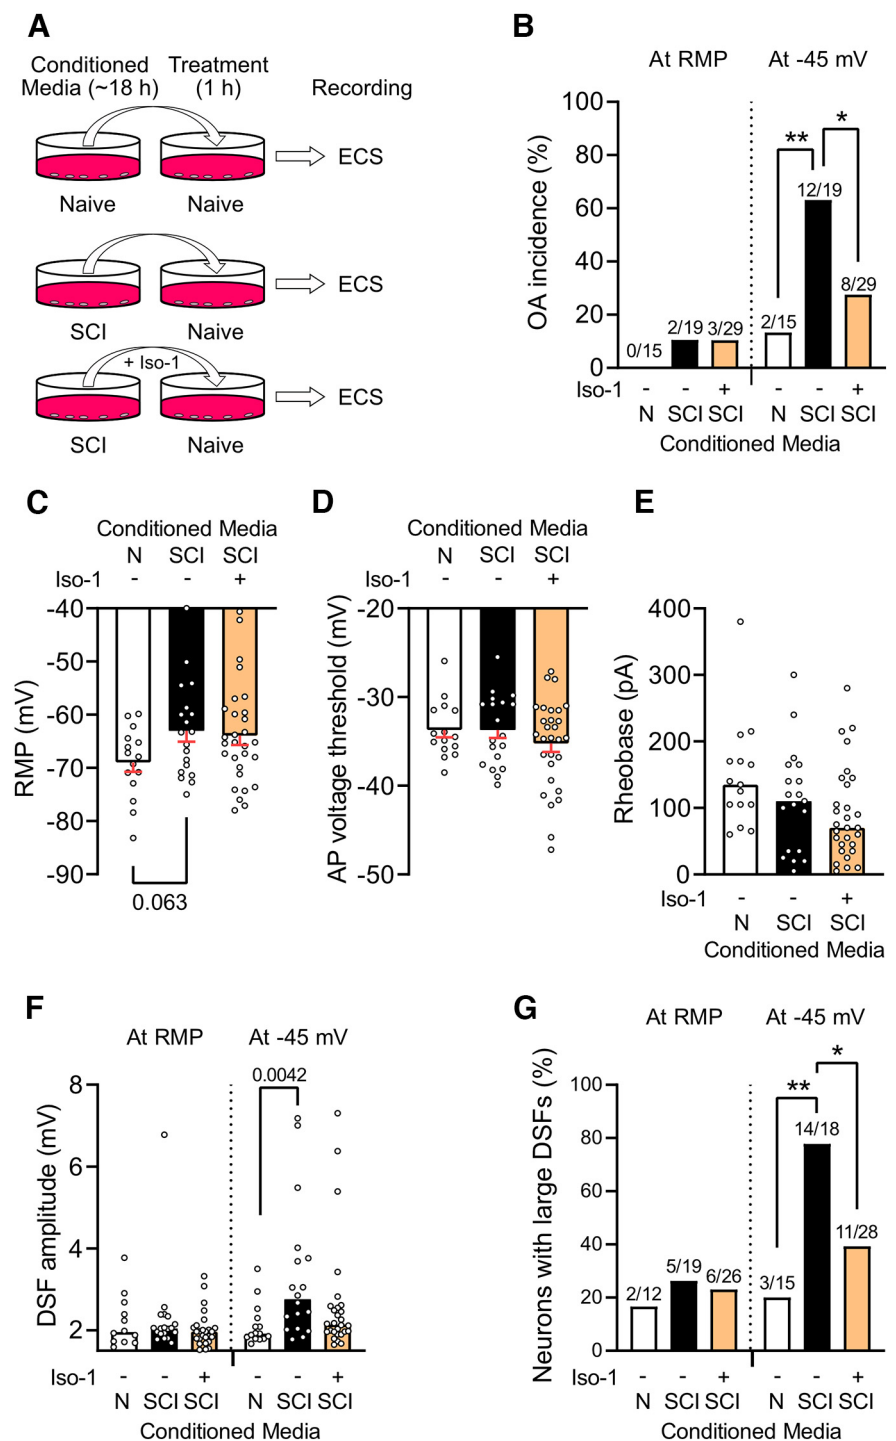 A
Conditioned
Media (~18 h)
Treatment
(1 h)
Recording
ECS
Naive
Naive
ECS
SCI
Naive
+ Iso-1
ECS
SCI
Naive
B
At RMP
At -45 mV
OA incidence (%)
100
80
60
40
20
0
**
*
0/15
2/19
3/29
2/15
12/19
8/29
Iso-1
- - + - - +
N SCI SCI N SCI SCI
Conditioned Media
C
Conditioned Media
N SCI SCI
Iso-1 - - +
RMP (mV)
-40
-50
-60
-70
-80
-90
0.063
D
Conditioned Media
N SCI SCI
Iso-1 - - +
AP voltage threshold (mV)
-20
-30
-40
-50
E
Rheobase (pA)
400
300
200
100
0
Iso-1 - - +
N SCI SCI
Conditioned Media
F
At RMP
At -45 mV
DSF amplitude (mV)
8
6
4
2
0.0042
Iso-1 - - + - - +
N SCI SCI N SCI SCI
Conditioned Media
G
At RMP
At -45 mV
Neurons with large DSFs (%)
100
80
60
40
20
0
**
*
2/12
5/19
6/26
3/15
14/18
11/28
Iso-1 - - + - - +
N SCI SCI N SCI SCI
Conditioned Media